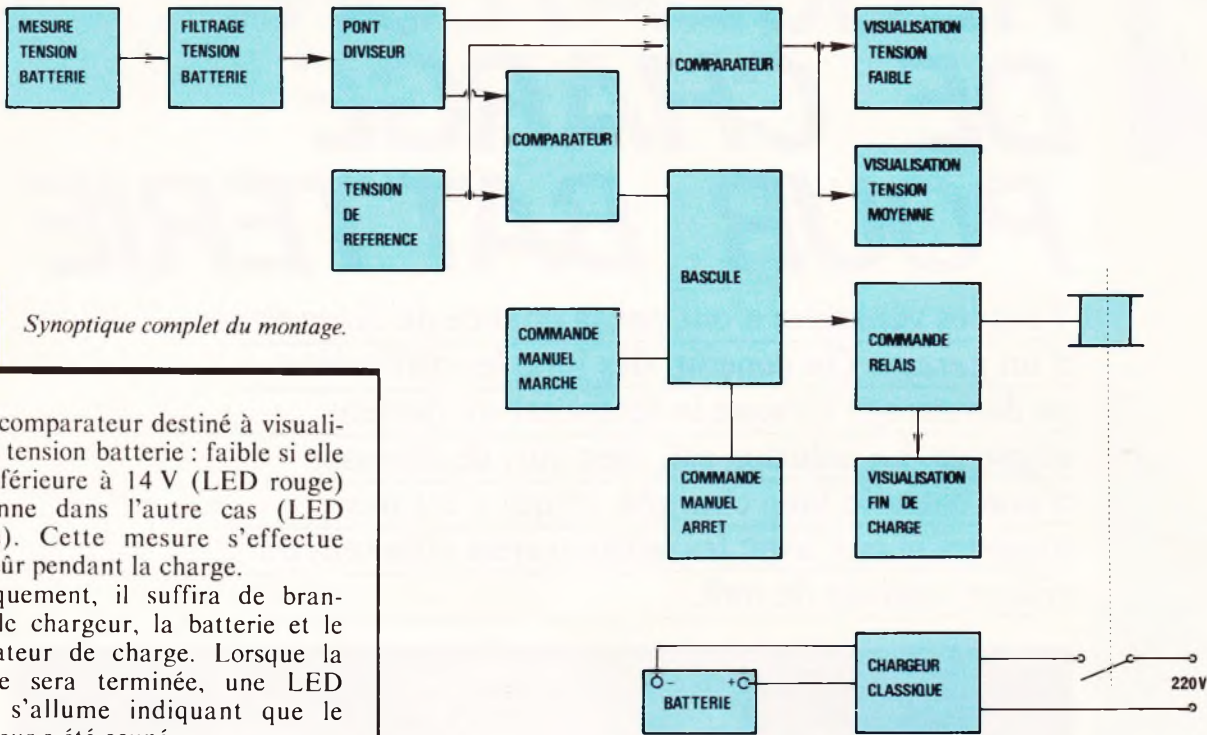 MESURE
TENSION
BATTERIE
FILTRAGE
TENSION
BATTERIE
PONT
DIVISEUR
COMPARATEUR
VISUALISATION
TENSION
FAIBLE
COMPARATEUR
VISUALISATION
TENSION
MOYENNE
TENSION
DE
REFERENCE
BASCULE
Synoptique complet du montage.
COMMANDE
MANUEL
MARCHE
COMMANDE
RELAIS
COMMANDE
MANUEL
ARRET
VISUALISATION
FIN DE
CHARGE
comparateur destiné à visuali-
tension batterie : faible si elle
férieure à 14 V (LED rouge)
nne dans l'autre cas (LED
). Cette mesure s'effectue
ûr pendant la charge.
quement, il suffira de bran-
le chargeur, la batterie et le
ateur de charge. Lorsque la
e sera terminée, une LED
s'allume indiquant que le
- +
BATTERIE
CHARGEUR
CLASSIQUE
220 V